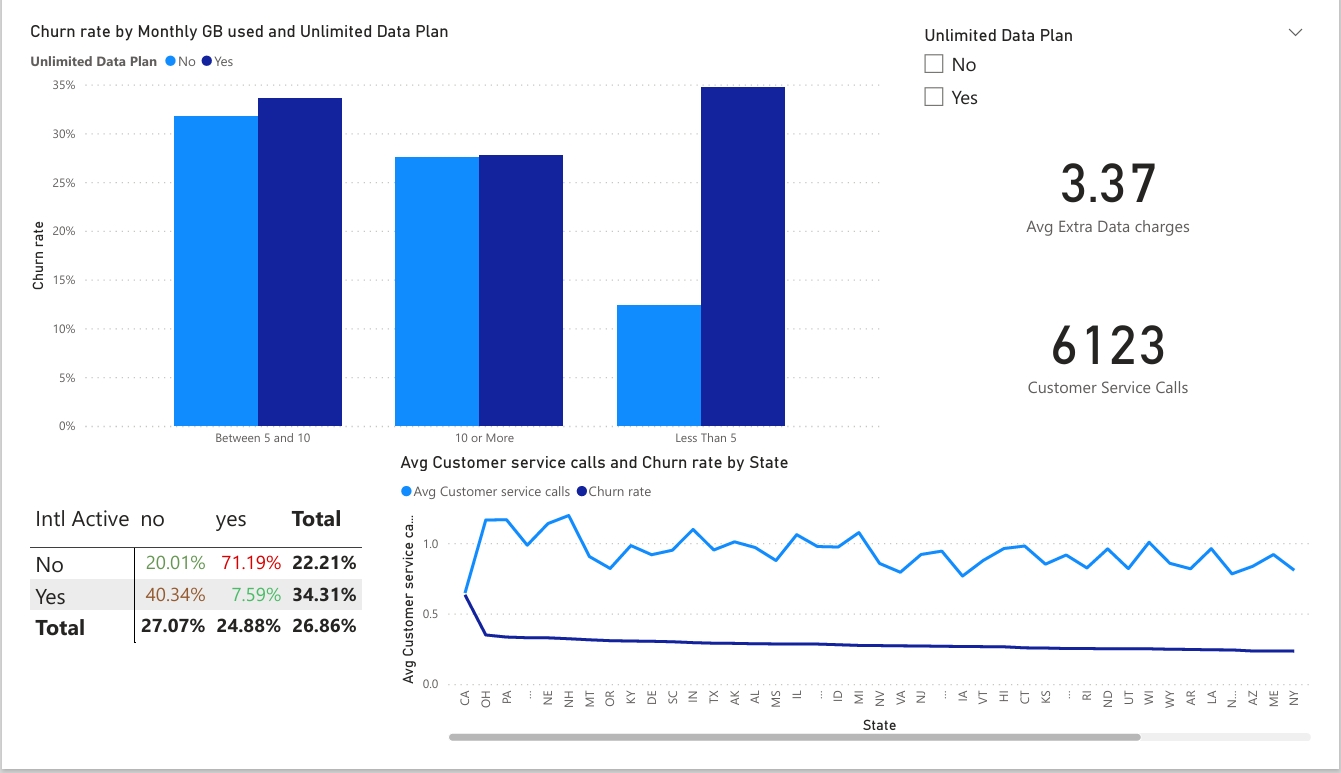 Churn rate by Monthly GB used and Unlimited Data Plan
Unlimited Data Plan No Yes
35%
30%
25%
20%
15%
10%
5%
0%
Churn rate
Between 5 and 10 10 or More Less Than 5
Unlimited Data Plan
No
Yes
3.37
Avg Extra Data charges
6123
Customer Service Calls
Intl Active no yes Total
No 20.01% 71.19% 22.21%
Yes 40.34% 7.59% 34.31%
Total 27.07% 24.88% 26.86%
Avg Customer service calls and Churn rate by State
Avg Customer service calls Churn rate
Avg Customer service ca...
1.0
0.5
0.0
CA OH PA ... NE NH MT OR KY DE SC IN TX AK AL MS IL ... ID MI NV VA NJ ... IA VT HI CT KS ... RI ND UT WI WY AR LA N... AZ ME NY
State